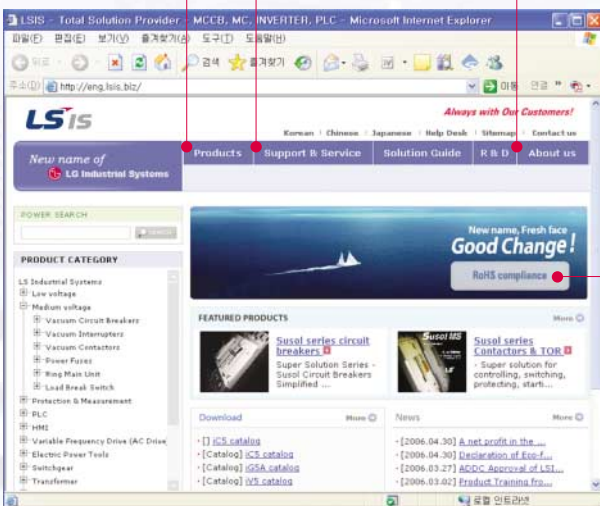 LSIS - Total Solution Provider - MCCB, MC, INVERTER, PLC - Microsoft Internet Explorer
파일(F) 편집(E) 보기(V) 즐겨찾기(A) 도구(T) 도움말(H)
뒤로 검색 즐겨찾기
주소(D) http://eng.lsis.biz/ 이동 연결 »
LSis
Always with Our Customers!
Korean Chinese Japanese Help Desk Sitemap Contact us
New name of
LG Industrial Systems
Products Support & Service Solution Guide R & D About us
POWER SEARCH
SEARCH
New name, Fresh face
Good Change!
RoHS compliance
PRODUCT CATEGORY
LS Industrial Systems
Low voltage
Medium voltage
Vacuum Circuit Breakers
Vacuum Interrupters
Vacuum Contactors
Power Fuses
Ring Main Unit
Load Break Switch
Protection & Measurement
PLC
HMI
Variable Frequency Drive (AC Drive
Electric Power Tools
Switchgear
Transformer
FEATURED PRODUCTS More
Susol series circuit
breakers
Super Solution Series -
Susol Circuit Breakers
Simplified ...
Susol MS
Susol series
Contactors & TOR
- Super solution for
controlling, switching,
protecting, starti...
Download More
· [] iC5 catalog
· [Catalog] iC5 catalog
· [Catalog] iG5A catalog
· [Catalog] iV5 catalog
News More
· [2006.04.30] A net profit in the ...
· [2006.04.30] Declaration of Eco-f...
· [2006.03.27] ADDC Approval of LSI...
· [2006.03.02] Product Training fro...
로컬 인트라넷